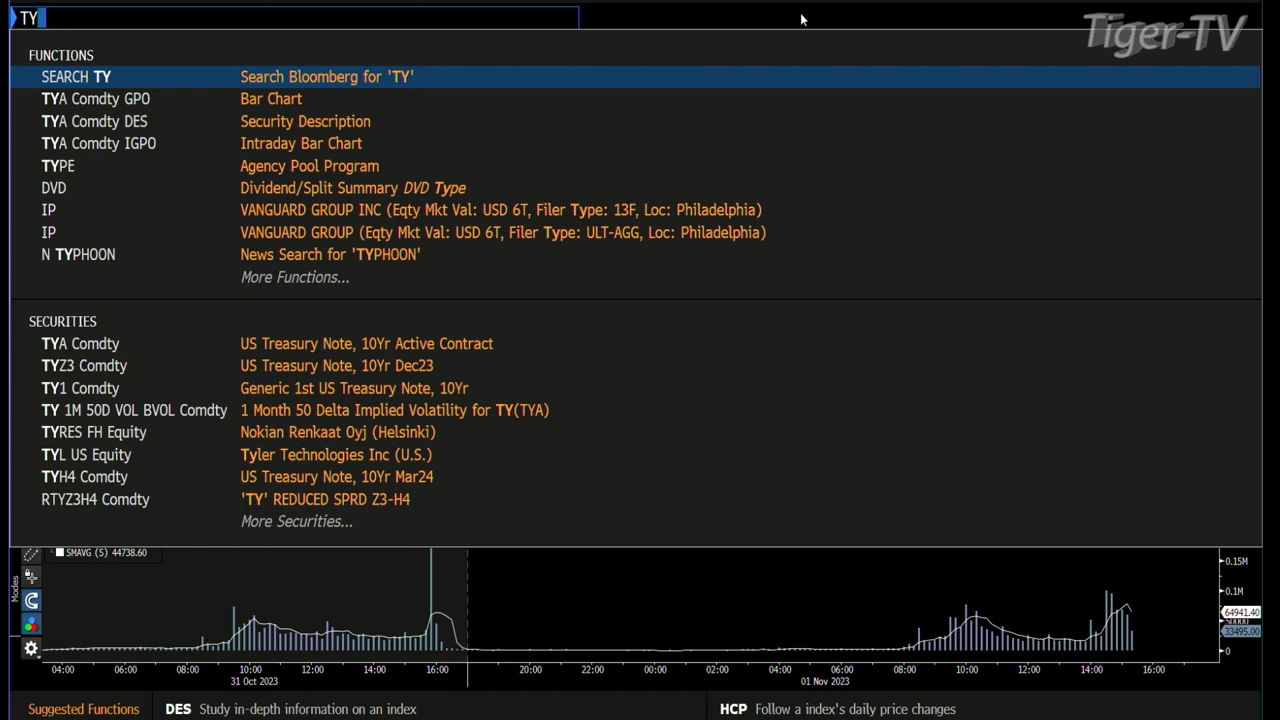 TY
Tiger-TV
FUNCTIONS
SEARCH TY Search Bloomberg for 'TY'
TYA Comdty GPO Bar Chart
TYA Comdty DES Security Description
TYA Comdty IGPO Intraday Bar Chart
TYPE Agency Pool Program
DVD Dividend/Split Summary DVD Type
IP VANGUARD GROUP INC (Eqty Mkt Val: USD 6T, Filer Type: 13F, Loc: Philadelphia)
IP VANGUARD GROUP (Eqty Mkt Val: USD 6T, Filer Type: ULT-AGG, Loc: Philadelphia)
N TYPHOON News Search for 'TYPHOON'
More Functions...
SECURITIES
TYA Comdty US Treasury Note, 10Yr Active Contract
TYZ3 Comdty US Treasury Note, 10Yr Dec23
TY1 Comdty Generic 1st US Treasury Note, 10Yr
TY 1M 50D VOL BVOL Comdty 1 Month 50 Delta Implied Volatility for TY(TYA)
TYRES FH Equity Nokian Renkaat Oyj (Helsinki)
TYL US Equity Tyler Technologies Inc (U.S.)
TYH4 Comdty US Treasury Note, 10Yr Mar24
RTYZ3H4 Comdty 'TY' REDUCED SPRD Z3-H4
More Securities...
SMAVG (5) 44738.60
Modes
0.15M
0.1M
64941.40
50000
33495.00
0
04:00 06:00 08:00 10:00 12:00 14:00 16:00 20:00 22:00 00:00 02:00 04:00 06:00 08:00 10:00 12:00 14:00 16:00
31 Oct 2023 01 Nov 2023
Suggested Functions DES Study in-depth information on an index HCP Follow a index's daily price changes